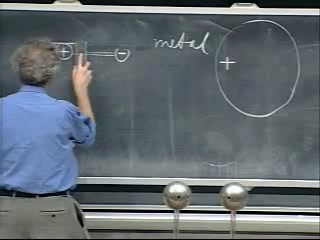 + - metal
+